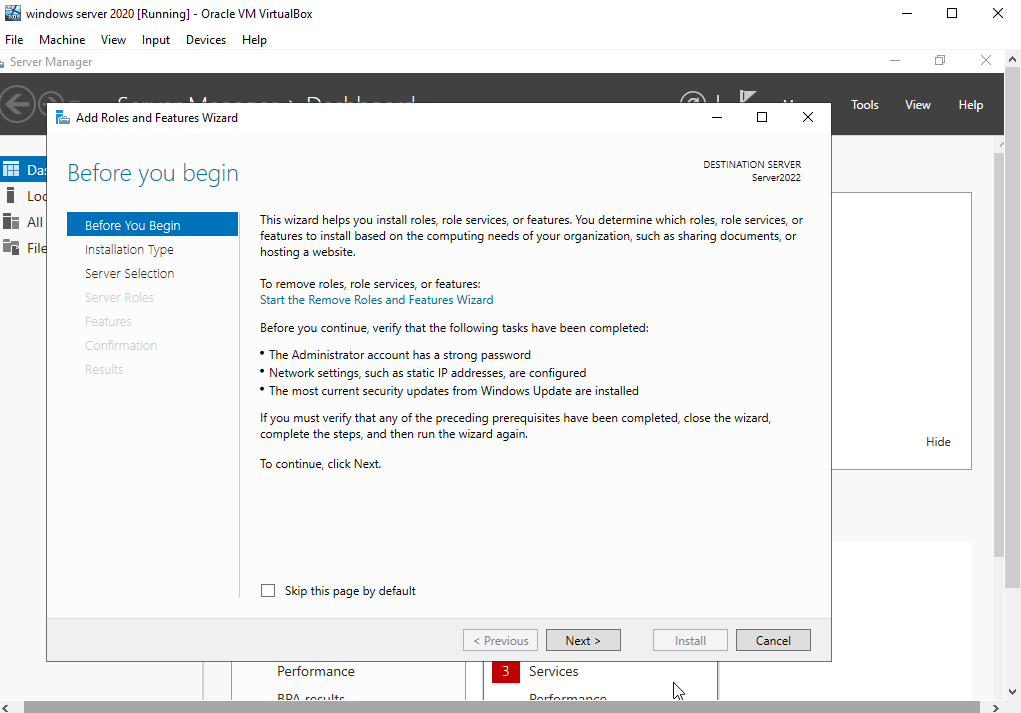 windows server 2020 [Running] - Oracle VM VirtualBox
File Machine View Input Devices Help
Server Manager
Server Manager Dashboard
Tools View Help
Add Roles and Features Wizard
Before you begin
DESTINATION SERVER
Server2022
Das
Loc
All
File
Before You Begin
Installation Type
Server Selection
Server Roles
Features
Confirmation
Results
This wizard helps you install roles, role services, or features. You determine which roles, role services, or
features to install based on the computing needs of your organization, such as sharing documents, or
hosting a website.
To remove roles, role services, or features:
Start the Remove Roles and Features Wizard
Before you continue, verify that the following tasks have been completed:
• The Administrator account has a strong password
• Network settings, such as static IP addresses, are configured
• The most current security updates from Windows Update are installed
If you must verify that any of the preceding prerequisites have been completed, close the wizard,
complete the steps, and then run the wizard again.
To continue, click Next.
Hide
Skip this page by default
< Previous Next > Install Cancel
Performance
3 Services
BPA results
Performance